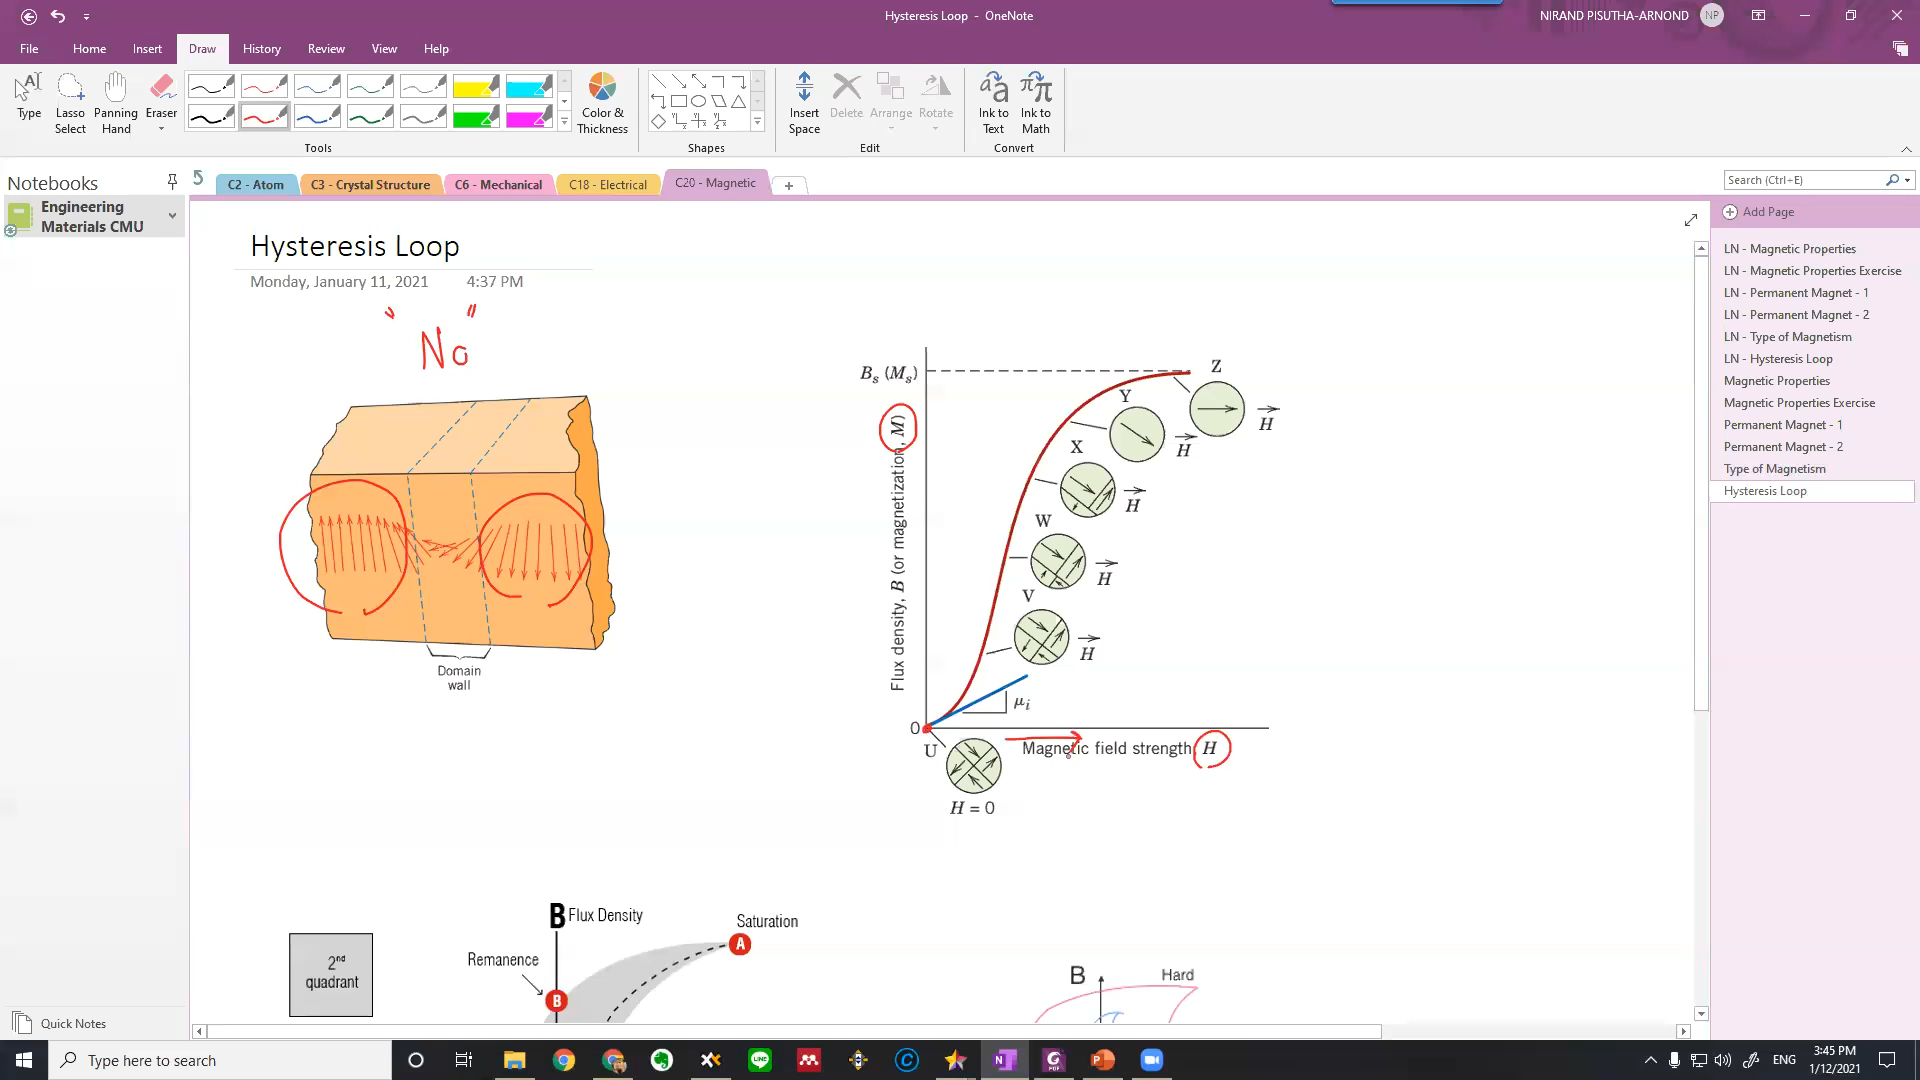 Hysteresis Loop - OneNote
NIRAND PISUTHA-ARNOND NP
File Home Insert Draw History Review View Help
Type
Lasso Select
Panning Hand
Eraser
Color & Thickness
Insert Space
Delete
Arrange
Rotate
Ink to Text
Ink to Math
Tools Shapes Edit Convert
Notebooks
Engineering Materials CMU
C2 - Atom C3 - Crystal Structure C6 - Mechanical C18 - Electrical C20 - Magnetic
Search (Ctrl+E)
Add Page
LN - Magnetic Properties
LN - Magnetic Properties Exercise
LN - Permanent Magnet - 1
LN - Permanent Magnet - 2
LN - Type of Magnetism
LN - Hysteresis Loop
Magnetic Properties
Magnetic Properties Exercise
Permanent Magnet - 1
Permanent Magnet - 2
Type of Magnetism
Hysteresis Loop
Hysteresis Loop
Monday, January 11, 2021 4:37 PM
" No "
Domain
wall
Bs (Ms)
Flux density, B (or magnetization, M)
Z
H
Y
H
X
H
W
H
V
H
μi
0
U
Magnetic field strength, H
H = 0
2nd
quadrant
B Flux Density
Saturation
A
Remanence
B
B
Hard
Quick Notes
Type here to search
ENG
3:45 PM
1/12/2021